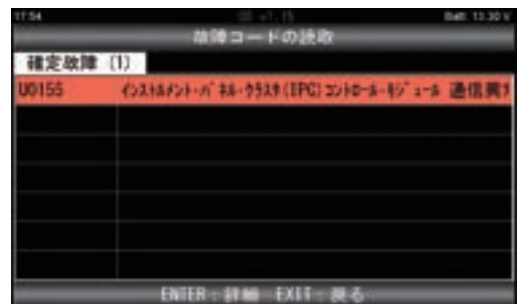 17:54 v1.15 Batt 13.30 V
故障コードの読取
確定故障 (1)
U0155 インストルメント・パネル・クラスタ(IPC)コントロール・モジュール 通信異
ENTER : 詳細 EXIT : 戻る